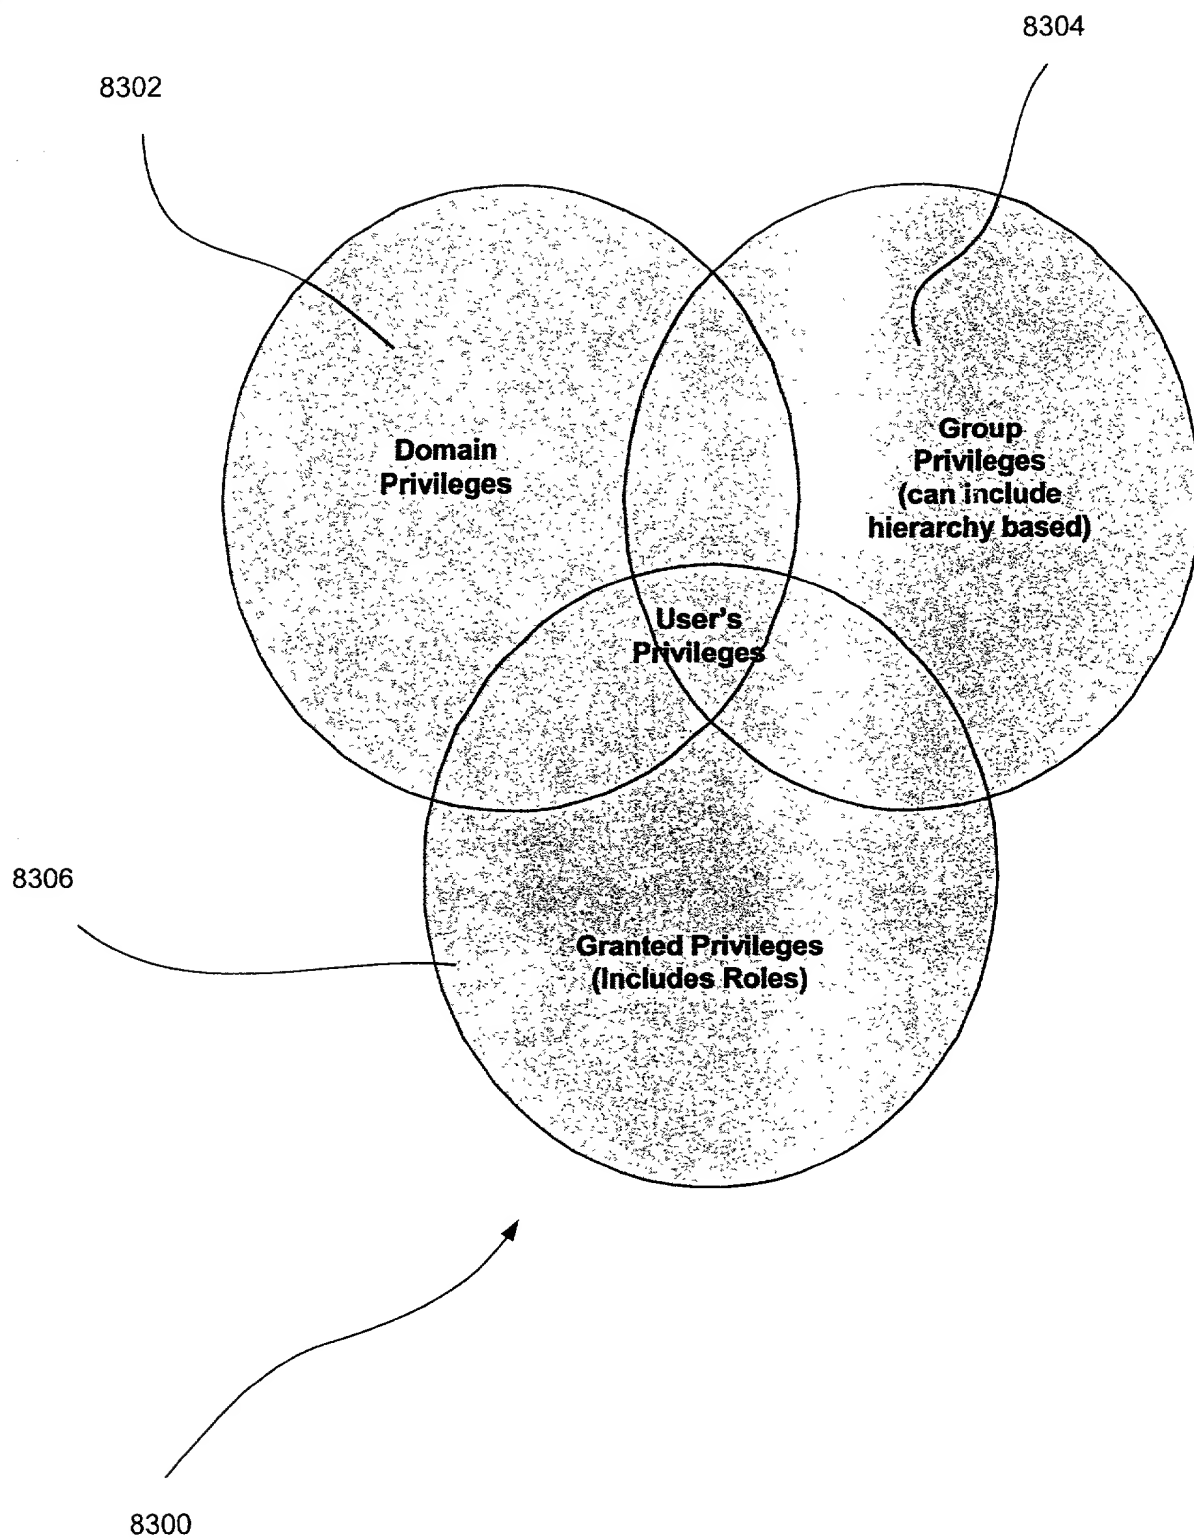 8304
8302
Domain
Privileges
Group
Privileges
(can include
hierarchy based)
User's
Privileges
8306
Granted Privileges
(Includes Roles)
8300